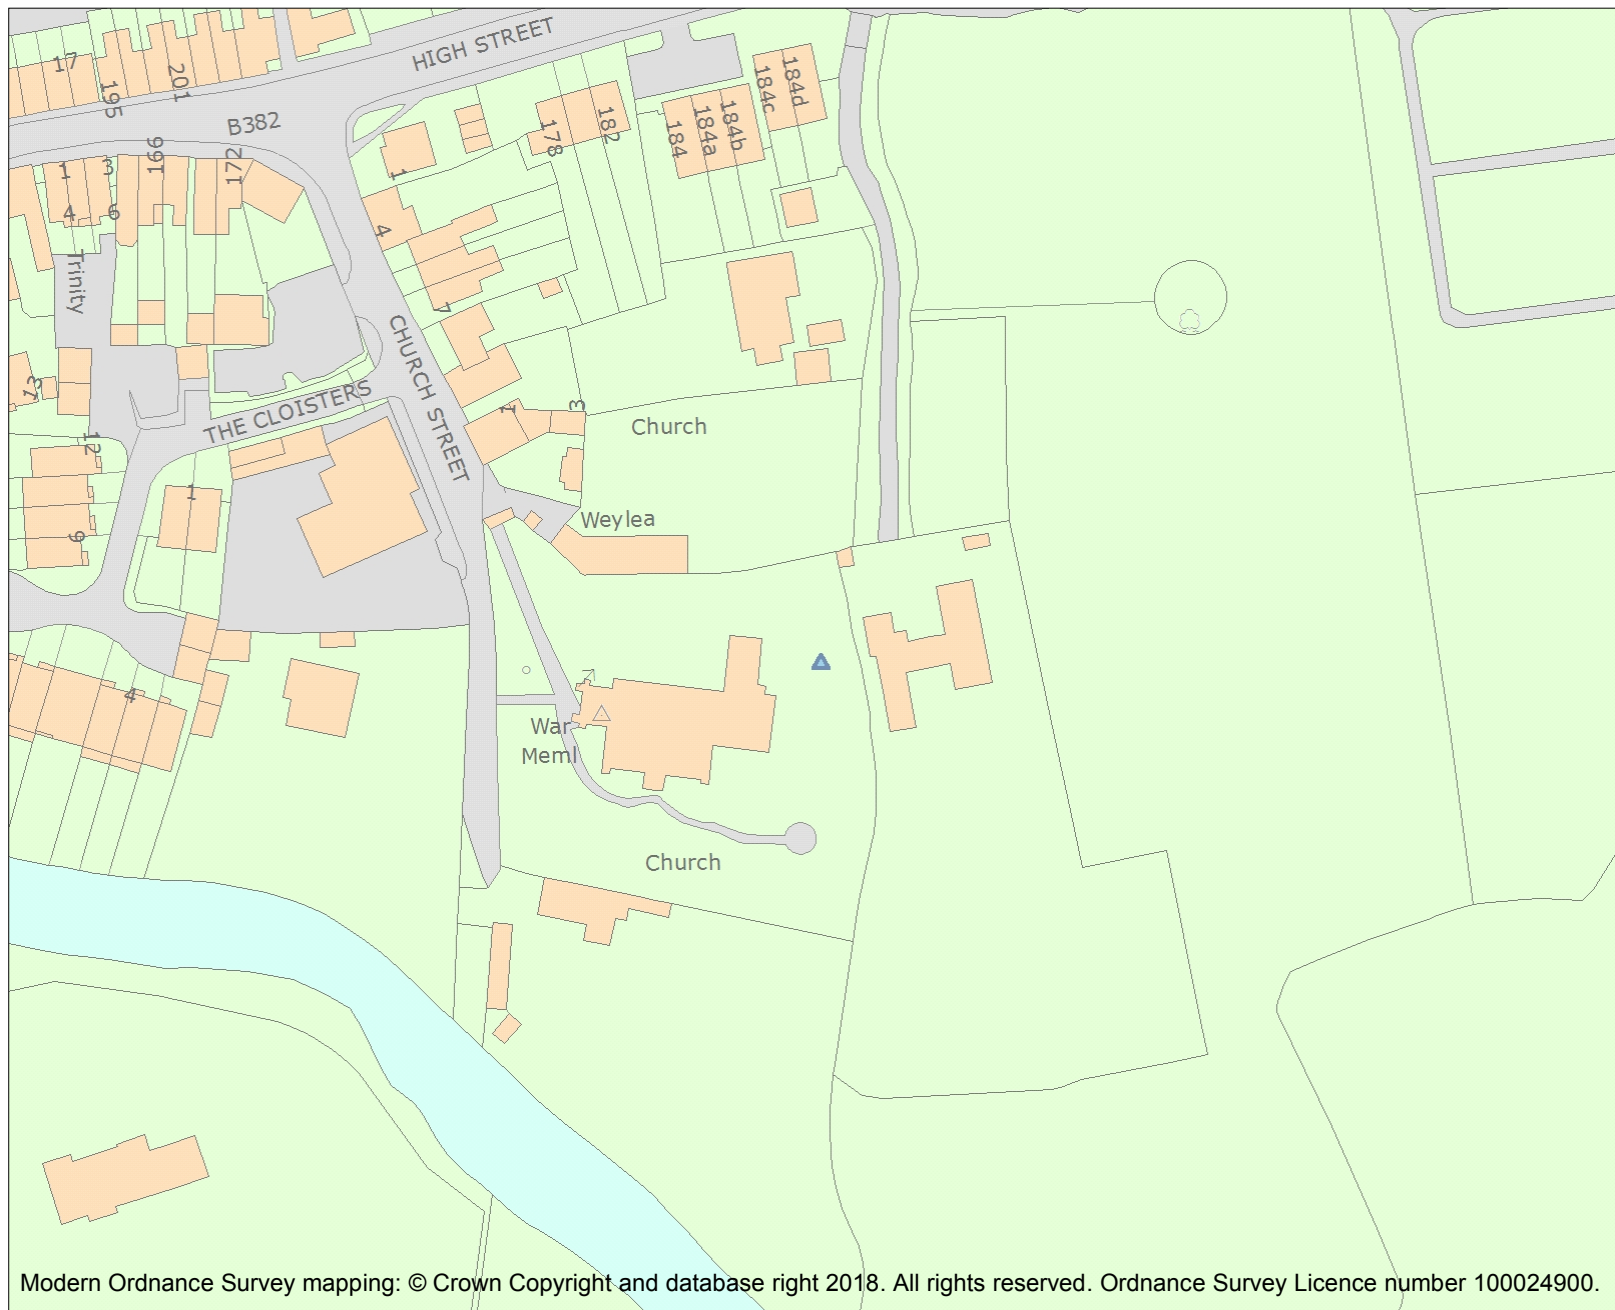 HIGH STREET
17
195
201
B382
184d
184c
184b
184a
184
182
178
172
166
1
3
4
6
1
4
7
Trinity
CHURCH STREET
THE CLOISTERS
13
12
1
3
Church
Weylea
1
9
4
War
Meml
Church
Modern Ordnance Survey mapping: © Crown Copyright and database right 2018. All rights reserved. Ordnance Survey Licence number 100024900.